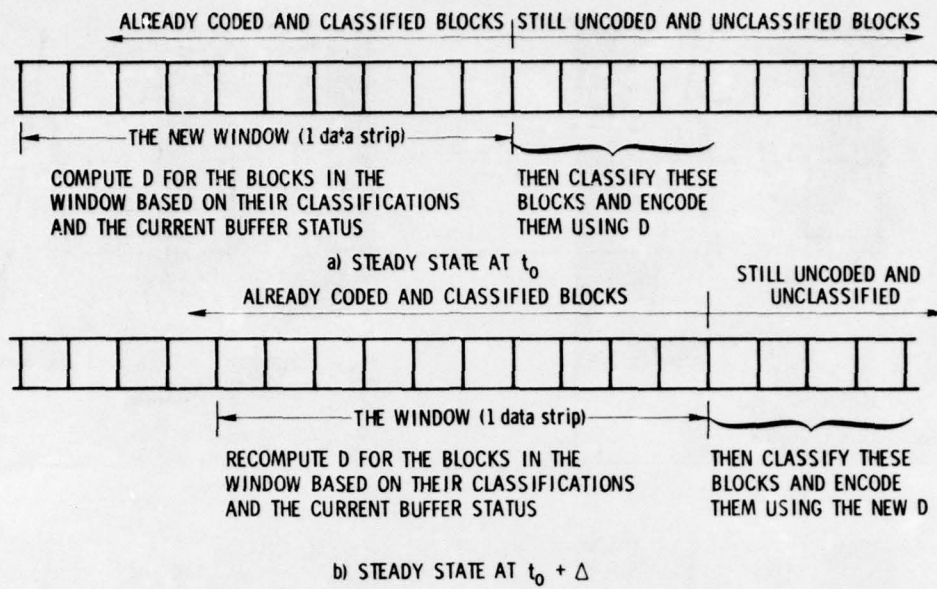 ALREADY CODED AND CLASSIFIED BLOCKS STILL UNCODED AND UNCLASSIFIED BLOCKS
THE NEW WINDOW (1 data strip)
COMPUTE D FOR THE BLOCKS IN THE
WINDOW BASED ON THEIR CLASSIFICATIONS
AND THE CURRENT BUFFER STATUS
THEN CLASSIFY THESE
BLOCKS AND ENCODE
THEM USING D
a) STEADY STATE AT t₀
ALREADY CODED AND CLASSIFIED BLOCKS
STILL UNCODED AND
UNCLASSIFIED
THE WINDOW (1 data strip)
RECOMPUTE D FOR THE BLOCKS IN THE
WINDOW BASED ON THEIR CLASSIFICATIONS
AND THE CURRENT BUFFER STATUS
THEN CLASSIFY THESE
BLOCKS AND ENCODE
THEM USING THE NEW D
b) STEADY STATE AT t₀ + Δ